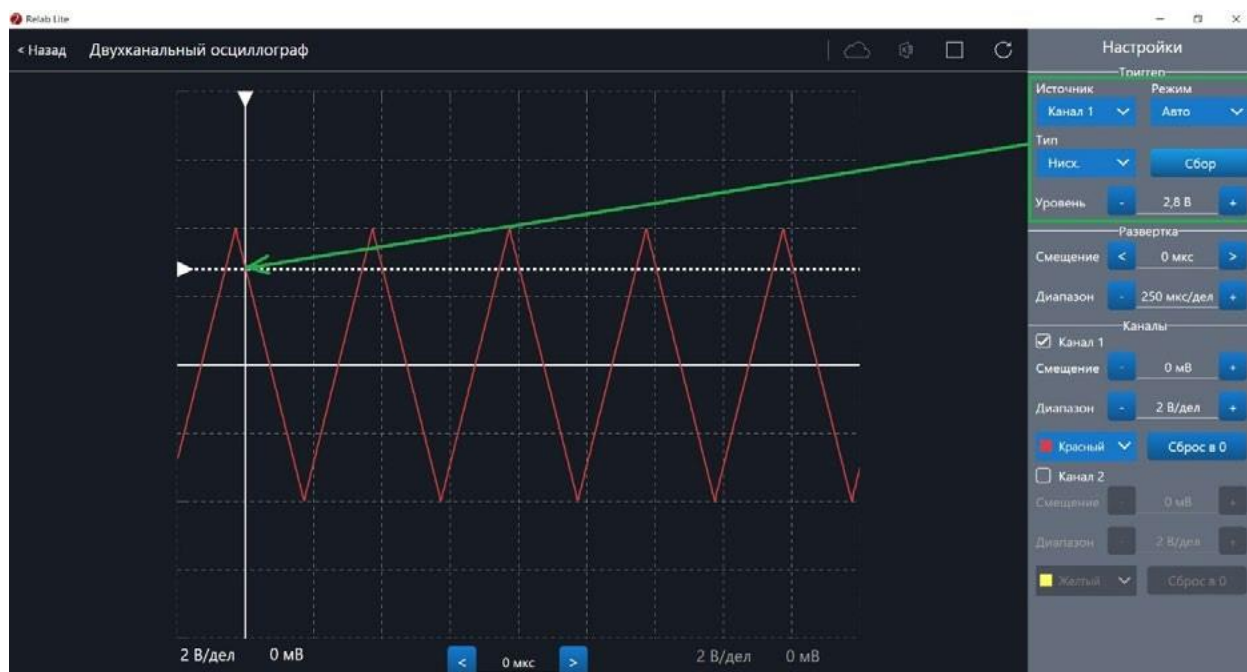 Relab Lite
< Назад Двухканальный осциллограф
Настройки
Триггер
Источник Режим
Канал 1 Авто
Тип
Нисх. Сбор
Уровень - 2,8 В +
Развертка
Смещение < 0 мкс >
Диапазон - 250 мкс/дел +
Каналы
Канал 1
Смещение - 0 мВ +
Диапазон - 2 В/дел +
Красный Сброс в 0
Канал 2
Смещение - 0 мВ +
Диапазон - 2 В/дел +
Желтый Сброс в 0
2 В/дел 0 мВ < 0 мкс > 2 В/дел 0 мВ